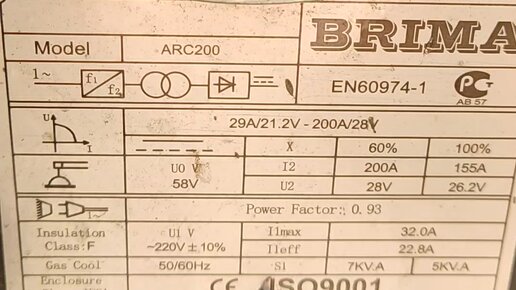 BRIMA
Model ARC200
1~ f1 f2 EN60974-1 АВ 57
29A/21.2V - 200A/28V
U I X 60% 100%
U0 V 58V I2 200A 155A
U2 28V 26.2V
Power Factor: 0.93
Insulation Class:F U1 V ~220V ± 10% I1max 32.0A
I1eff 22.8A
Gas Cool 50/60Hz S1 7KV.A 5KV.A
Enclosure CE ISO9001